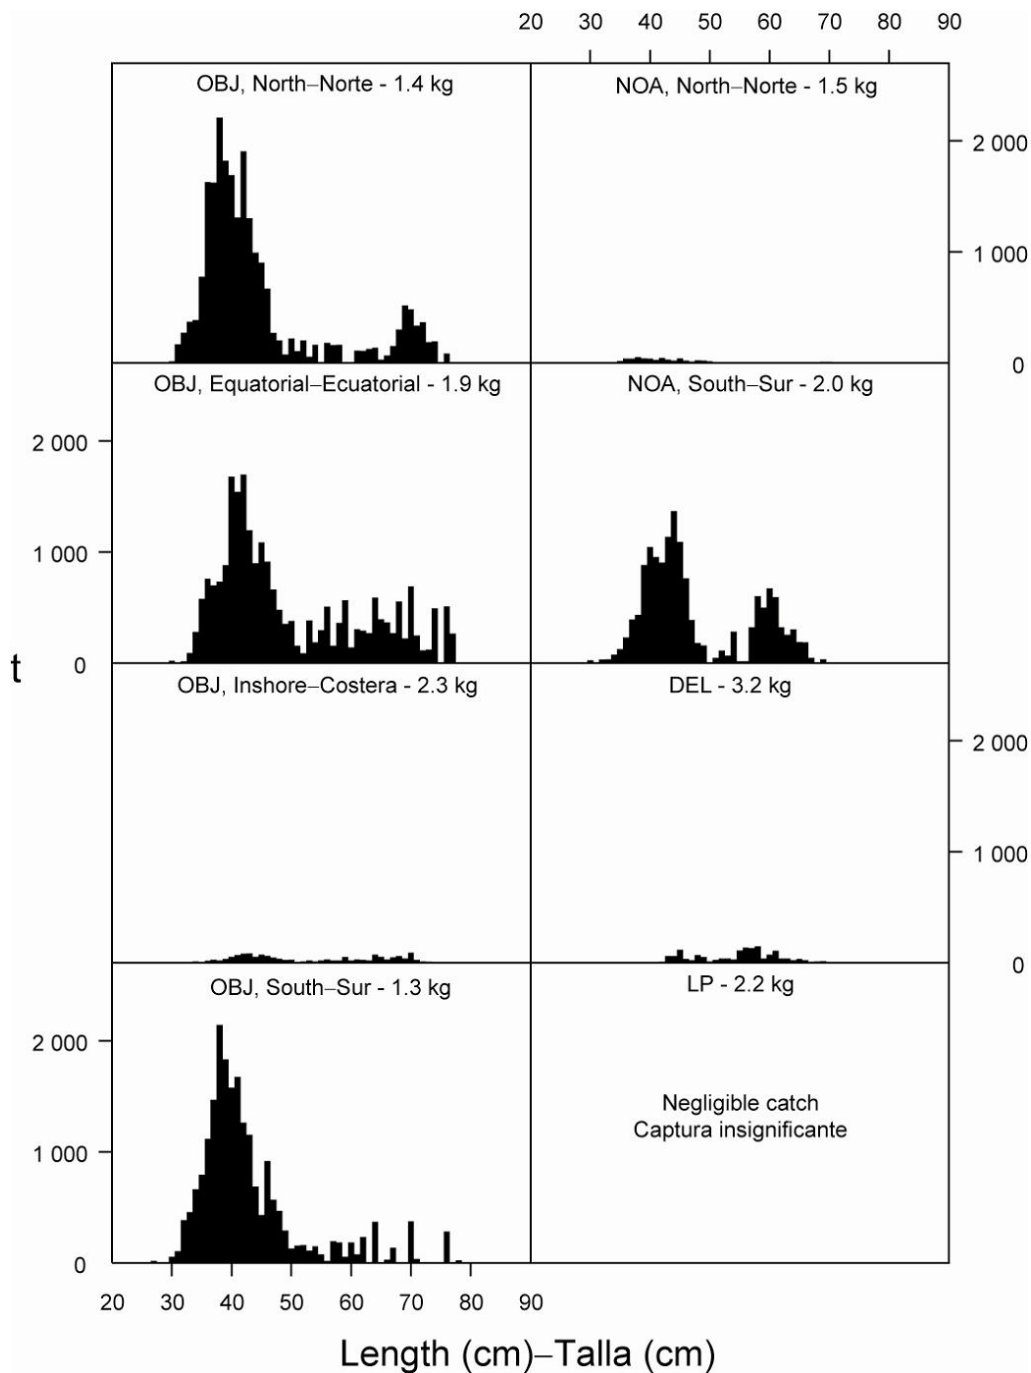 20 30 40 50 60 70 80 90
OBJ, North–Norte - 1.4 kg
NOA, North–Norte - 1.5 kg
2 000
1 000
0
OBJ, Equatorial–Ecuatorial - 1.9 kg
NOA, South–Sur - 2.0 kg
2 000
1 000
0
t
OBJ, Inshore–Costera - 2.3 kg
DEL - 3.2 kg
2 000
1 000
0
OBJ, South–Sur - 1.3 kg
LP - 2.2 kg
2 000
1 000
0
Negligible catch
Captura insignificante
20 30 40 50 60 70 80 90
Length (cm)–Talla (cm)